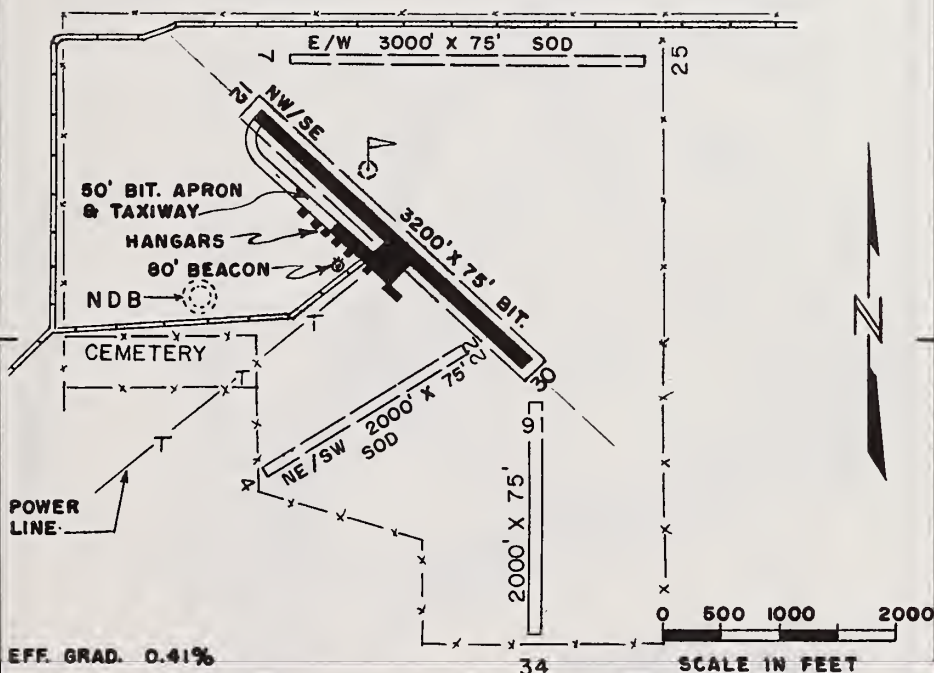 E/W 3000' X 75' SOD
7
25
12
NW/SE
50' BIT. APRON
& TAXIWAY
HANGARS
80' BEACON
NDB
3200' X 75' BIT.
CEMETERY
T
T
T
22
30
NE/SW 2000' X 75'
SOD
4
16
2000' X 75'
POWER
LINE
N
0 500 1000 2000
SCALE IN FEET
EFF. GRAD. 0.41%
34